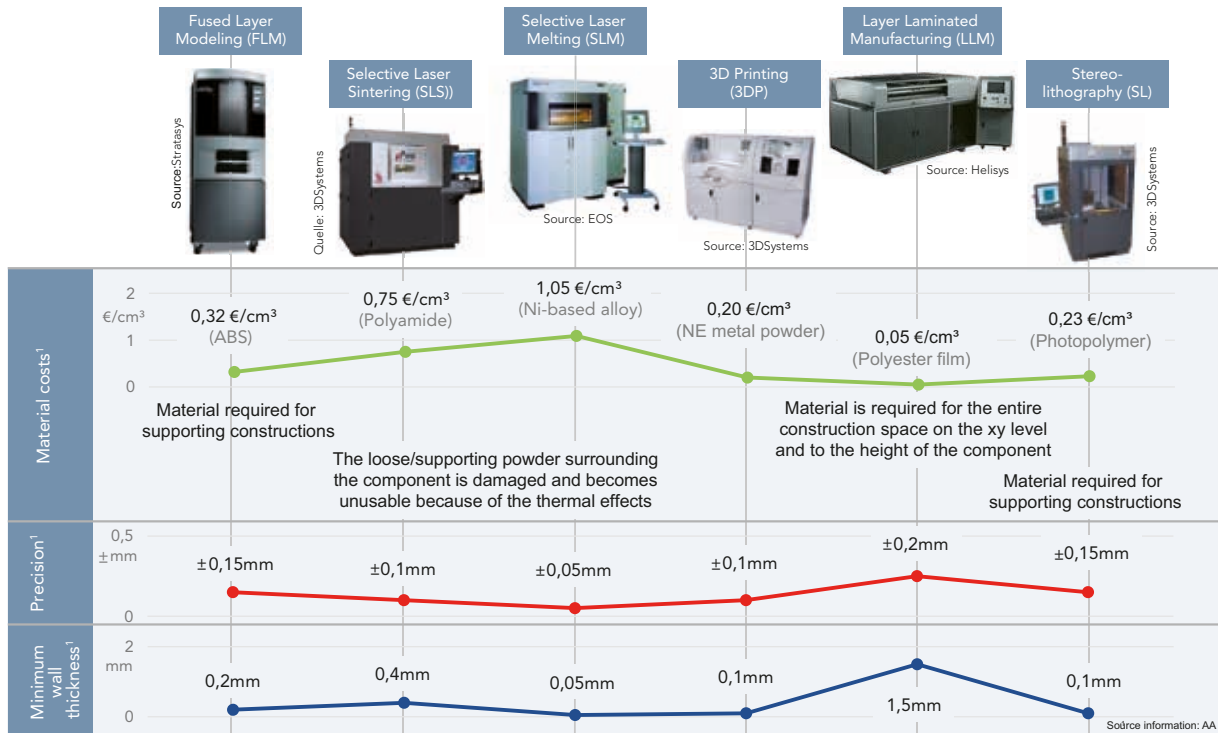 Fused Layer
Modeling (FLM)
Selective Laser
Sintering (SLS))
Selective Laser
Melting (SLM)
3D Printing
(3DP)
Layer Laminated
Manufacturing (LLM)
Stereo-
lithography (SL)
Source:Stratasys
Quelle: 3DSystems
Source: EOS
Source: 3DSystems
Source: Helisys
Source: 3DSystems
Material costs¹
2
€/cm³
1
0
0,32 €/cm³
(ABS)
0,75 €/cm³
(Polyamide)
1,05 €/cm³
(Ni-based alloy)
0,20 €/cm³
(NE metal powder)
0,05 €/cm³
(Polyester film)
0,23 €/cm³
(Photopolymer)
Material required for
supporting constructions
The loose/supporting powder surrounding
the component is damaged and becomes
unusable because of the thermal effects
Material is required for the entire
construction space on the xy level
and to the height of the component
Material required for
supporting constructions
Precision¹
0,5
±mm
0
±0,15mm
±0,1mm
±0,05mm
±0,1mm
±0,2mm
±0,15mm
Minimum
wall
thickness¹
2
mm
0
0,2mm
0,4mm
0,05mm
0,1mm
1,5mm
0,1mm
Source information: AA